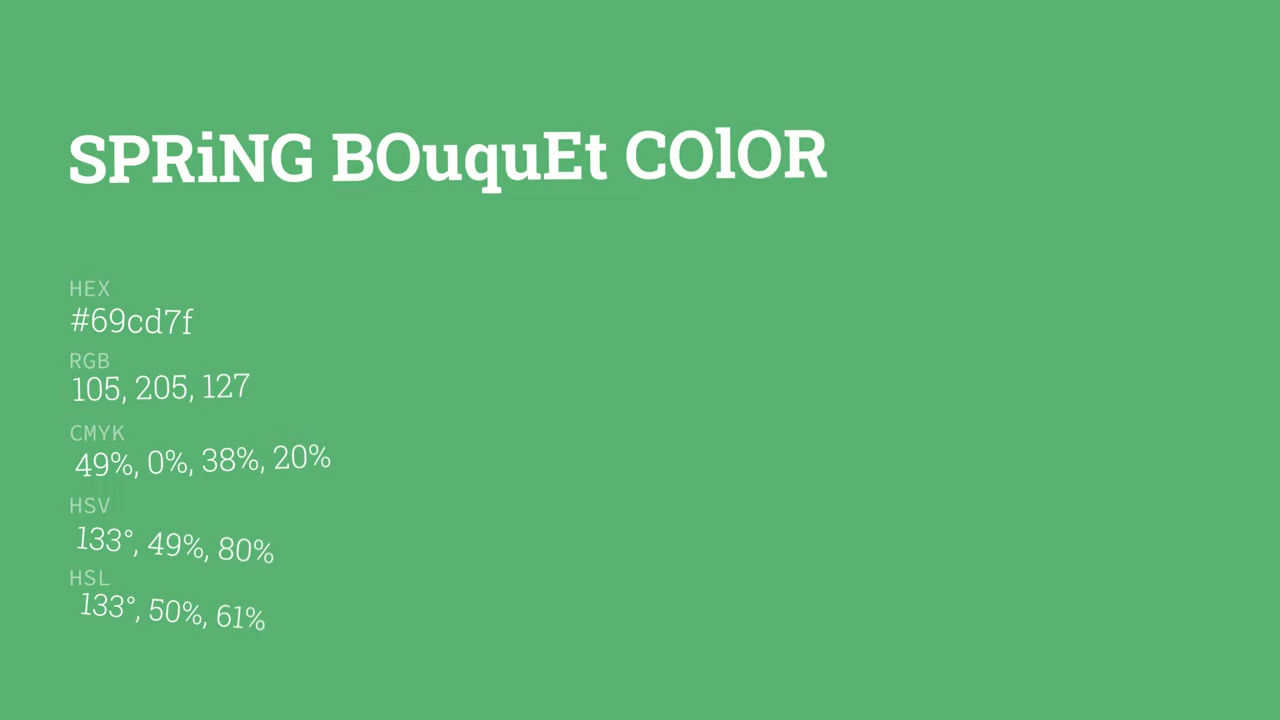 SPRiNG BOuquEt COlOR
HEX
#69cd7f
RGB
105, 205, 127
CMYK
49%, 0%, 38%, 20%
HSV
133°, 49%, 80%
HSL
133°, 50%, 61%